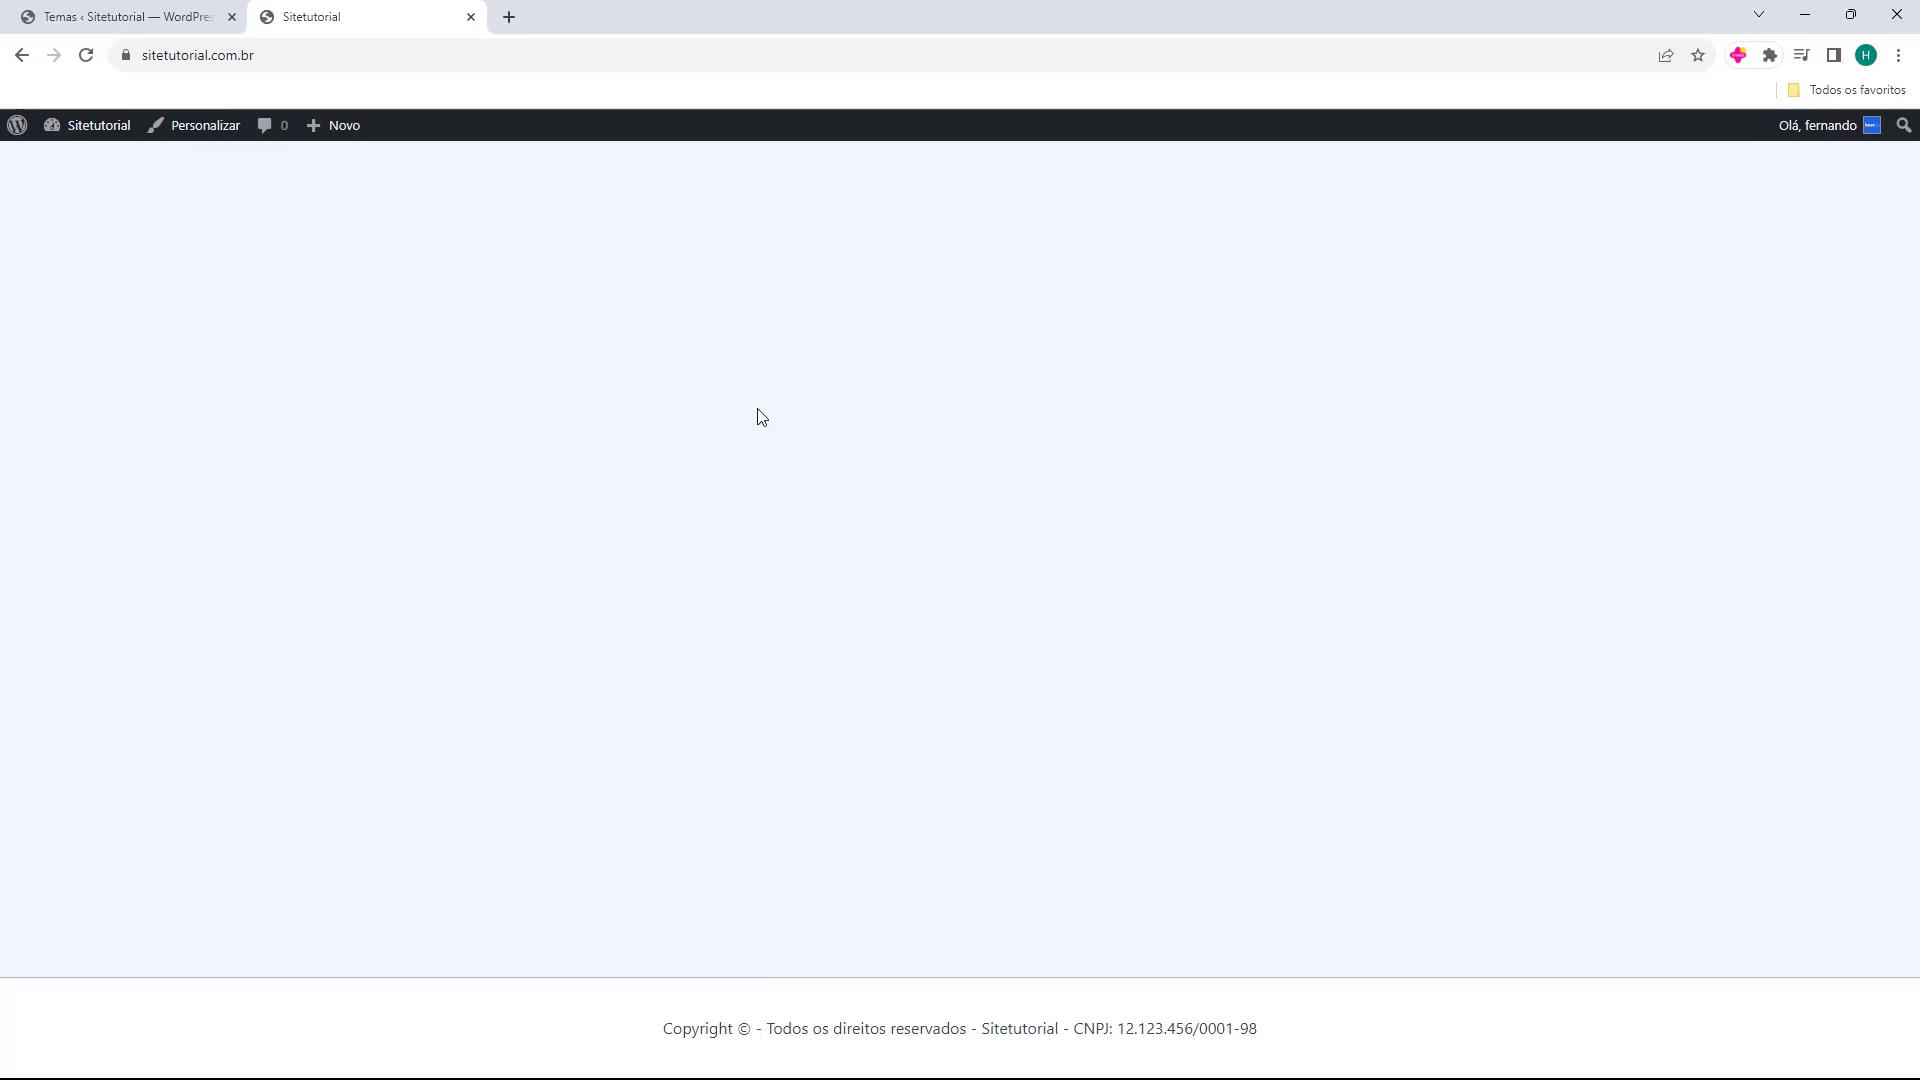 Temas ‹ Sitetutorial — WordPres
Sitetutorial
sitetutorial.com.br
H
Todos os favoritos
Sitetutorial
Personalizar
0
Novo
Olá, fernando
Copyright © - Todos os direitos reservados - Sitetutorial - CNPJ: 12.123.456/0001-98